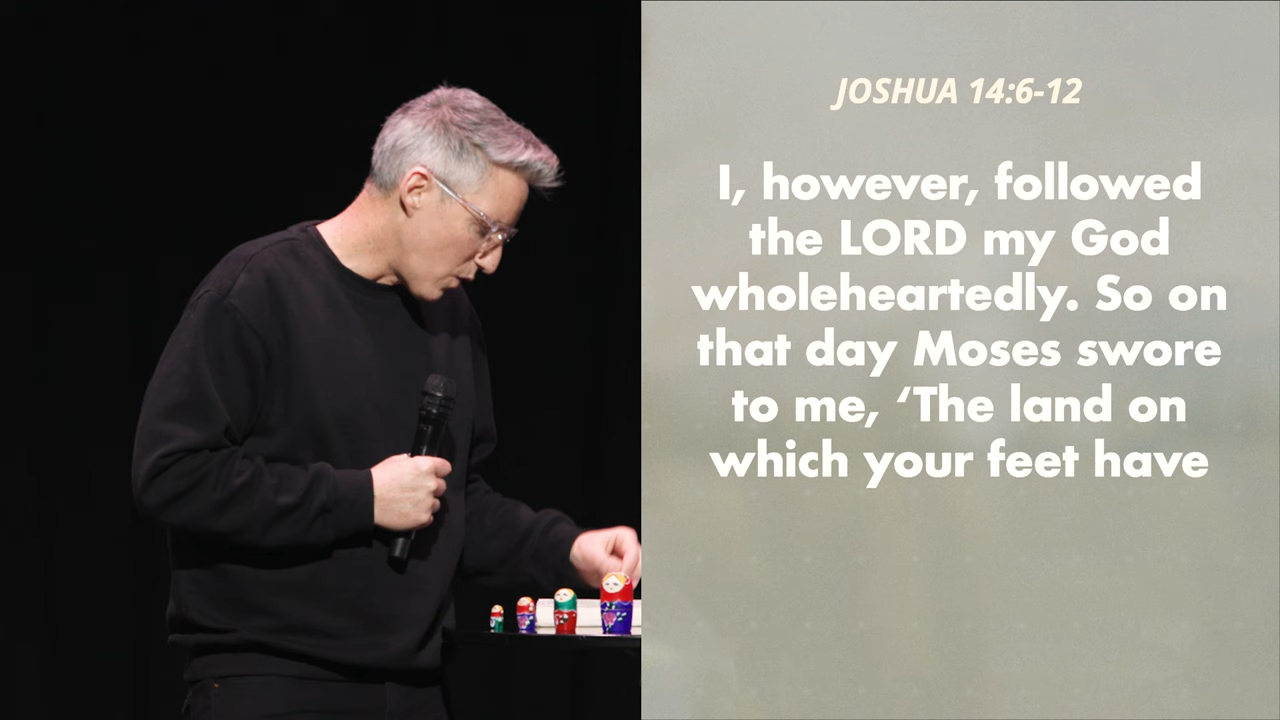 JOSHUA 14:6-12
I, however, followed
the LORD my God
wholeheartedly. So on
that day Moses swore
to me, ‘The land on
which your feet have